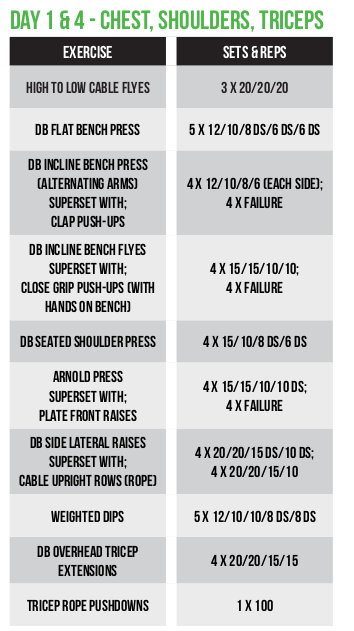 DAY 1 & 4 - CHEST, SHOULDERS, TRICEPS
EXERCISE
SETS & REPS
HIGH TO LOW CABLE FLYES
3 X 20/20/20
DB FLAT BENCH PRESS
5 X 12/10/8 DS/6 DS/6 DS
DB INCLINE BENCH PRESS
(ALTERNATING ARMS)
SUPERSET WITH;
CLAP PUSH-UPS
4 X 12/10/8/6 (EACH SIDE);
4 X FAILURE
DB INCLINE BENCH FLYES
SUPERSET WITH;
CLOSE GRIP PUSH-UPS (WITH
HANDS ON BENCH)
4 X 15/15/10/10;
4 X FAILURE
DB SEATED SHOULDER PRESS
4 X 15/10/8 DS/6 DS
ARNOLD PRESS
SUPERSET WITH;
PLATE FRONT RAISES
4 X 15/15/10/10 DS;
4 X FAILURE
DB SIDE LATERAL RAISES
SUPERSET WITH;
CABLE UPRIGHT ROWS (ROPE)
4 X 20/20/15 DS/10 DS;
4 X 20/20/15/10
WEIGHTED DIPS
5 X 12/10/10/8 DS/8 DS
DB OVERHEAD TRICEP
EXTENSIONS
4 X 20/20/15/15
TRICEP ROPE PUSHDOWNS
1 X 100